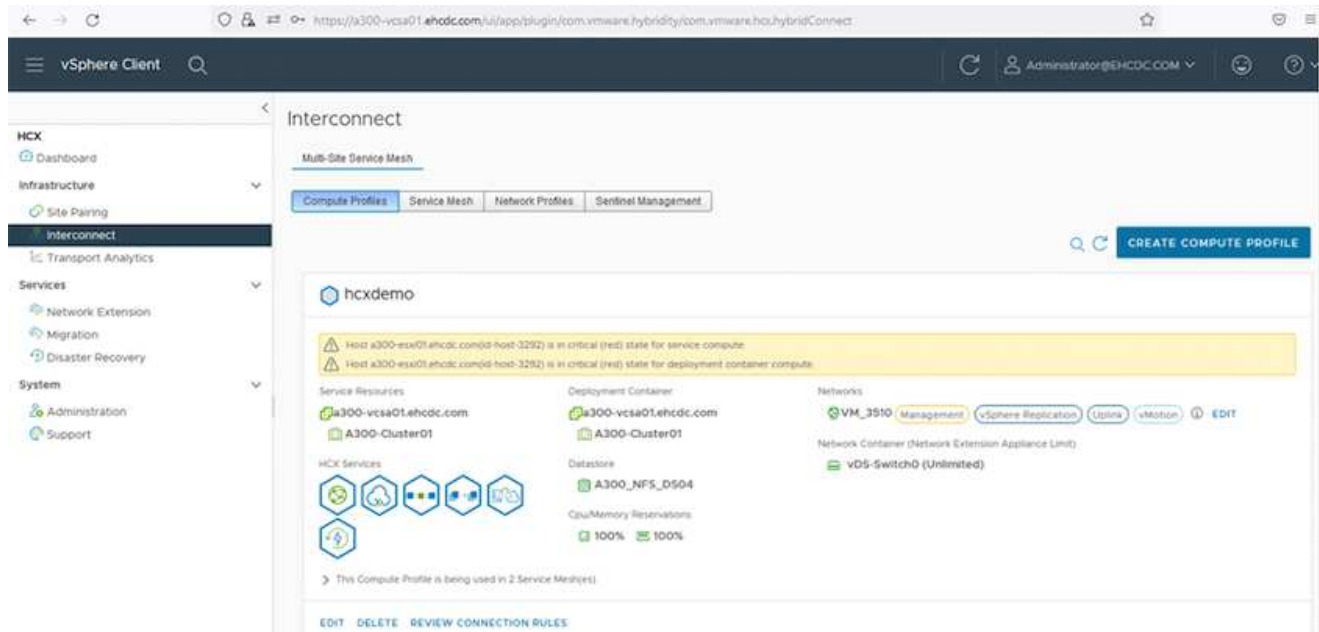 https://a300-vcsa01.ehcdc.com/ui/app/plugin/com.vmware.hybridity/com.vmware.hcx.hybridConnect
vSphere Client
Administrator@EHCDC.COM
HCX
Dashboard
Infrastructure
Site Pairing
Interconnect
Transport Analytics
Services
Network Extension
Migration
Disaster Recovery
System
Administration
Support
Interconnect
Multi-Site Service Mesh
Compute Profiles Service Mesh Network Profiles Sentinel Management
CREATE COMPUTE PROFILE
hcxdemo
Host a300-esxi01.ehcdc.com(id-host-3292) is in critical (red) state for service compute
Host a300-esxi01.ehcdc.com(id-host-3292) is in critical (red) state for deployment container compute.
Service Resources
a300-vcsa01.ehcdc.com
A300-Cluster01
HCX Services
Deployment Container
a300-vcsa01.ehcdc.com
A300-Cluster01
Datastore
A300_NFS_DS04
Cpu/Memory Reservations
100% 100%
Networks
VM_3510 Management vSphere Replication Uplink vMotion EDIT
Network Container (Network Extension Appliance Limit)
vDS-Switch0 (Unlimited)
This Compute Profile is being used in 2 Service Mesh(es).
EDIT DELETE REVIEW CONNECTION RULES